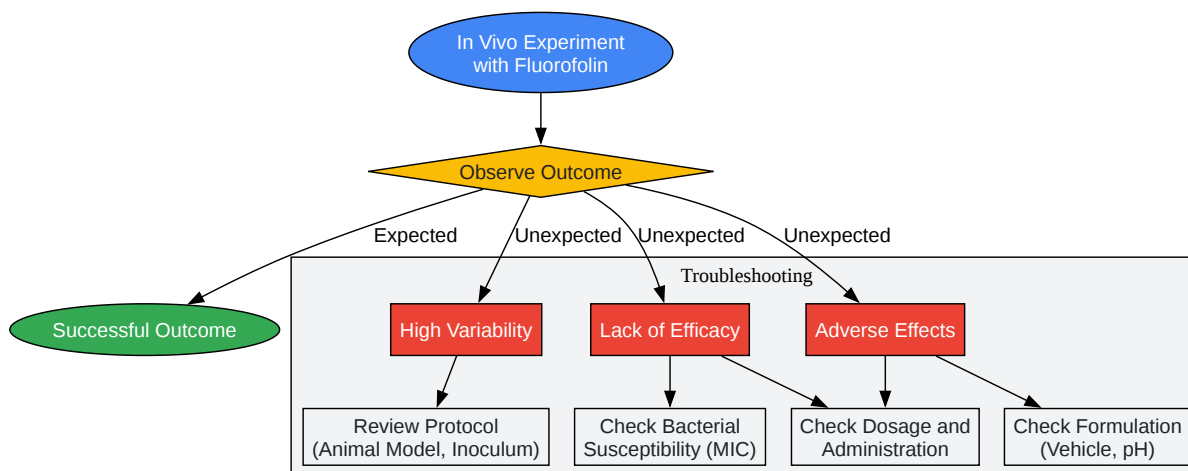 In Vivo Experiment
with Fluorofolin
Observe Outcome
Expected
Unexpected
Unexpected
Unexpected
Troubleshooting
Successful Outcome
High Variability
Lack of Efficacy
Adverse Effects
Review Protocol
(Animal Model, Inoculum)
Check Bacterial
Susceptibility (MIC)
Check Dosage and
Administration
Check Formulation
(Vehicle, pH)